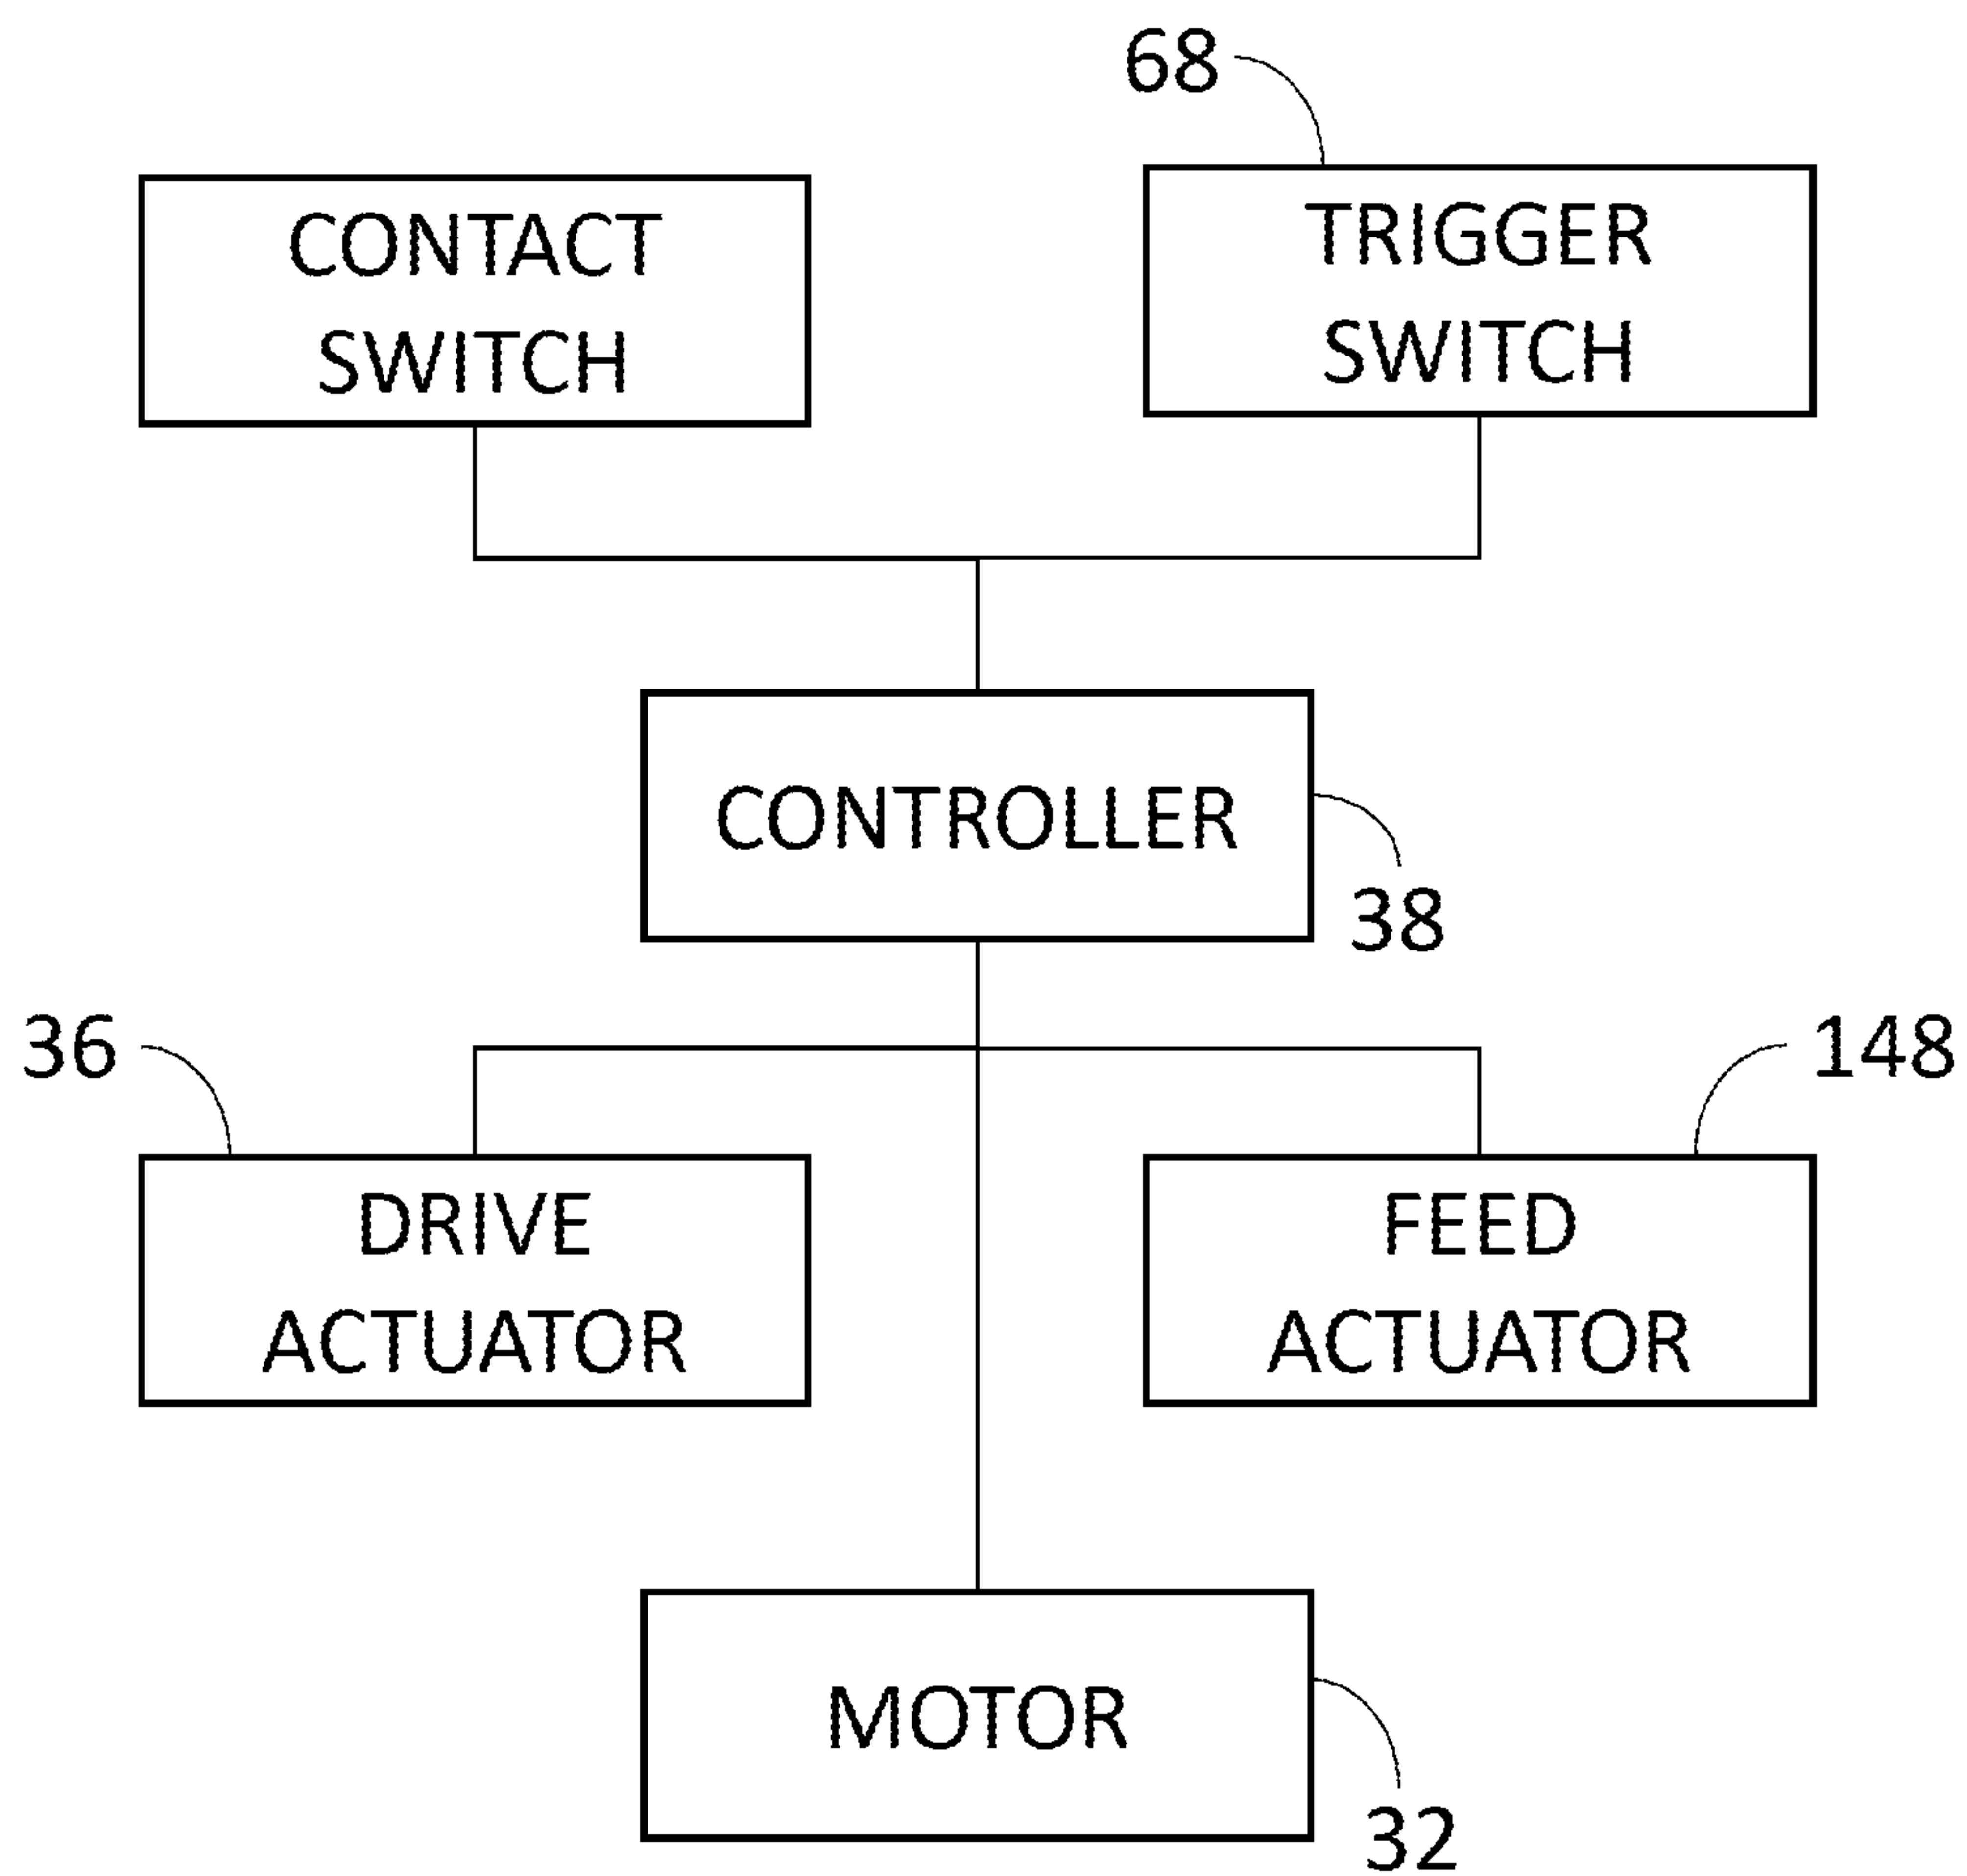 68
CONTACT
SWITCH
TRIGGER
SWITCH
CONTROLLER
38
36
148
DRIVE
ACTUATOR
FEED
ACTUATOR
MOTOR
32